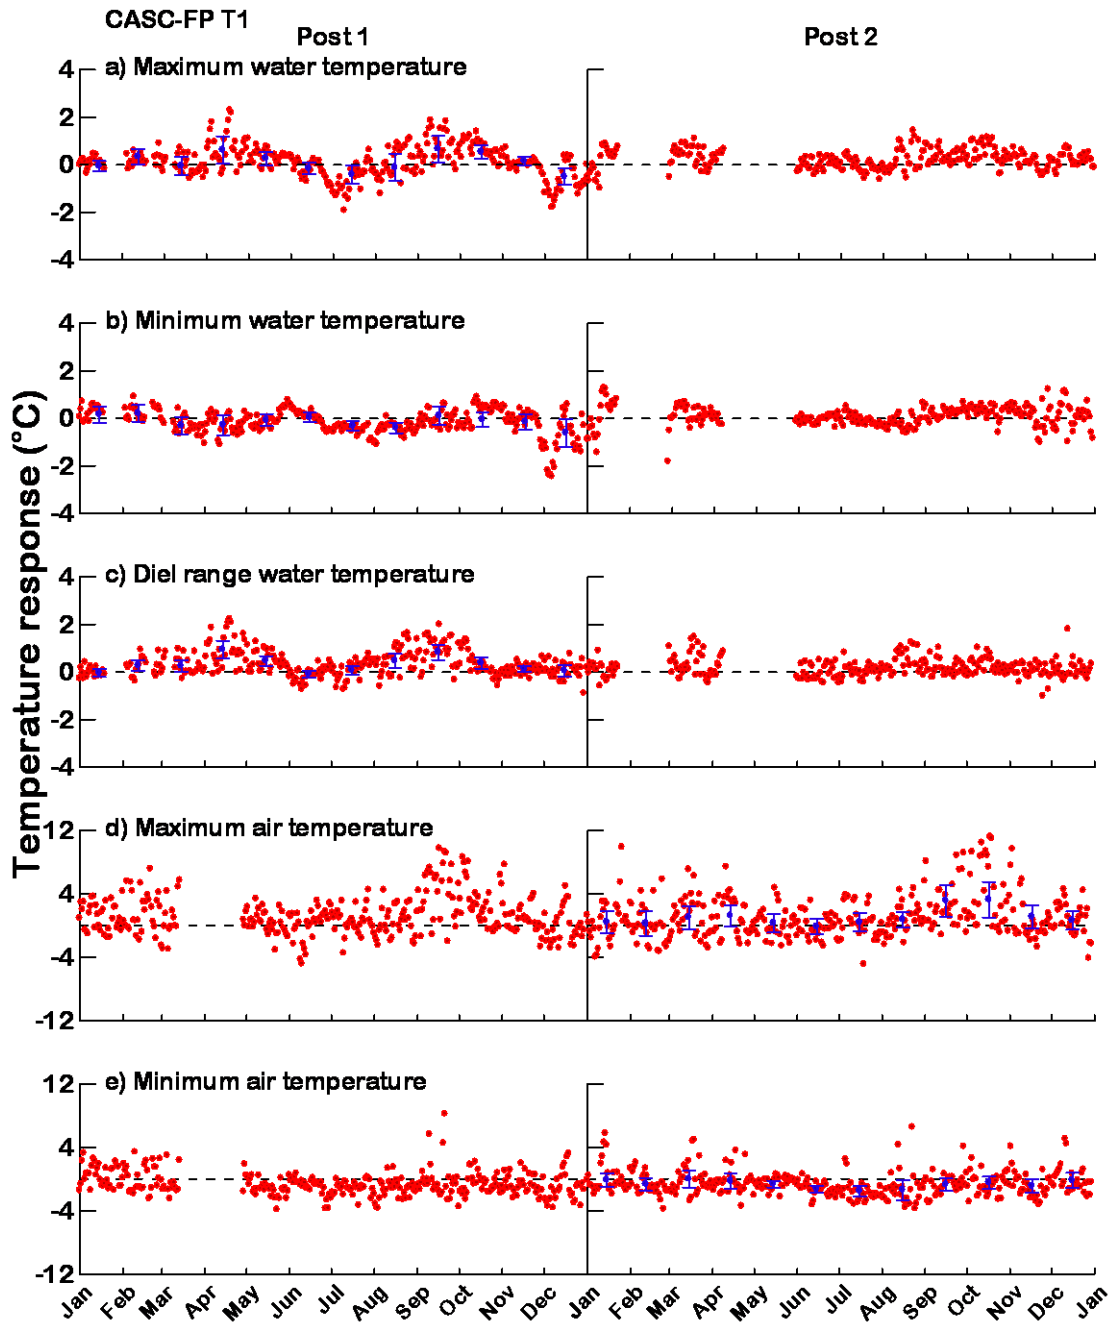 CASC-FP T1
Post 1
Post 2
a) Maximum water temperature
4
2
0
-2
-4
b) Minimum water temperature
4
2
0
-2
-4
c) Diel range water temperature
4
2
0
-2
-4
d) Maximum air temperature
12
4
-4
-12
e) Minimum air temperature
12
4
-4
-12
Temperature response (°C)
Jan Feb Mar Apr May Jun Jul Aug Sep Oct Nov Dec Jan Feb Mar Apr Jun Jul Aug Sep Oct Nov Dec Jan